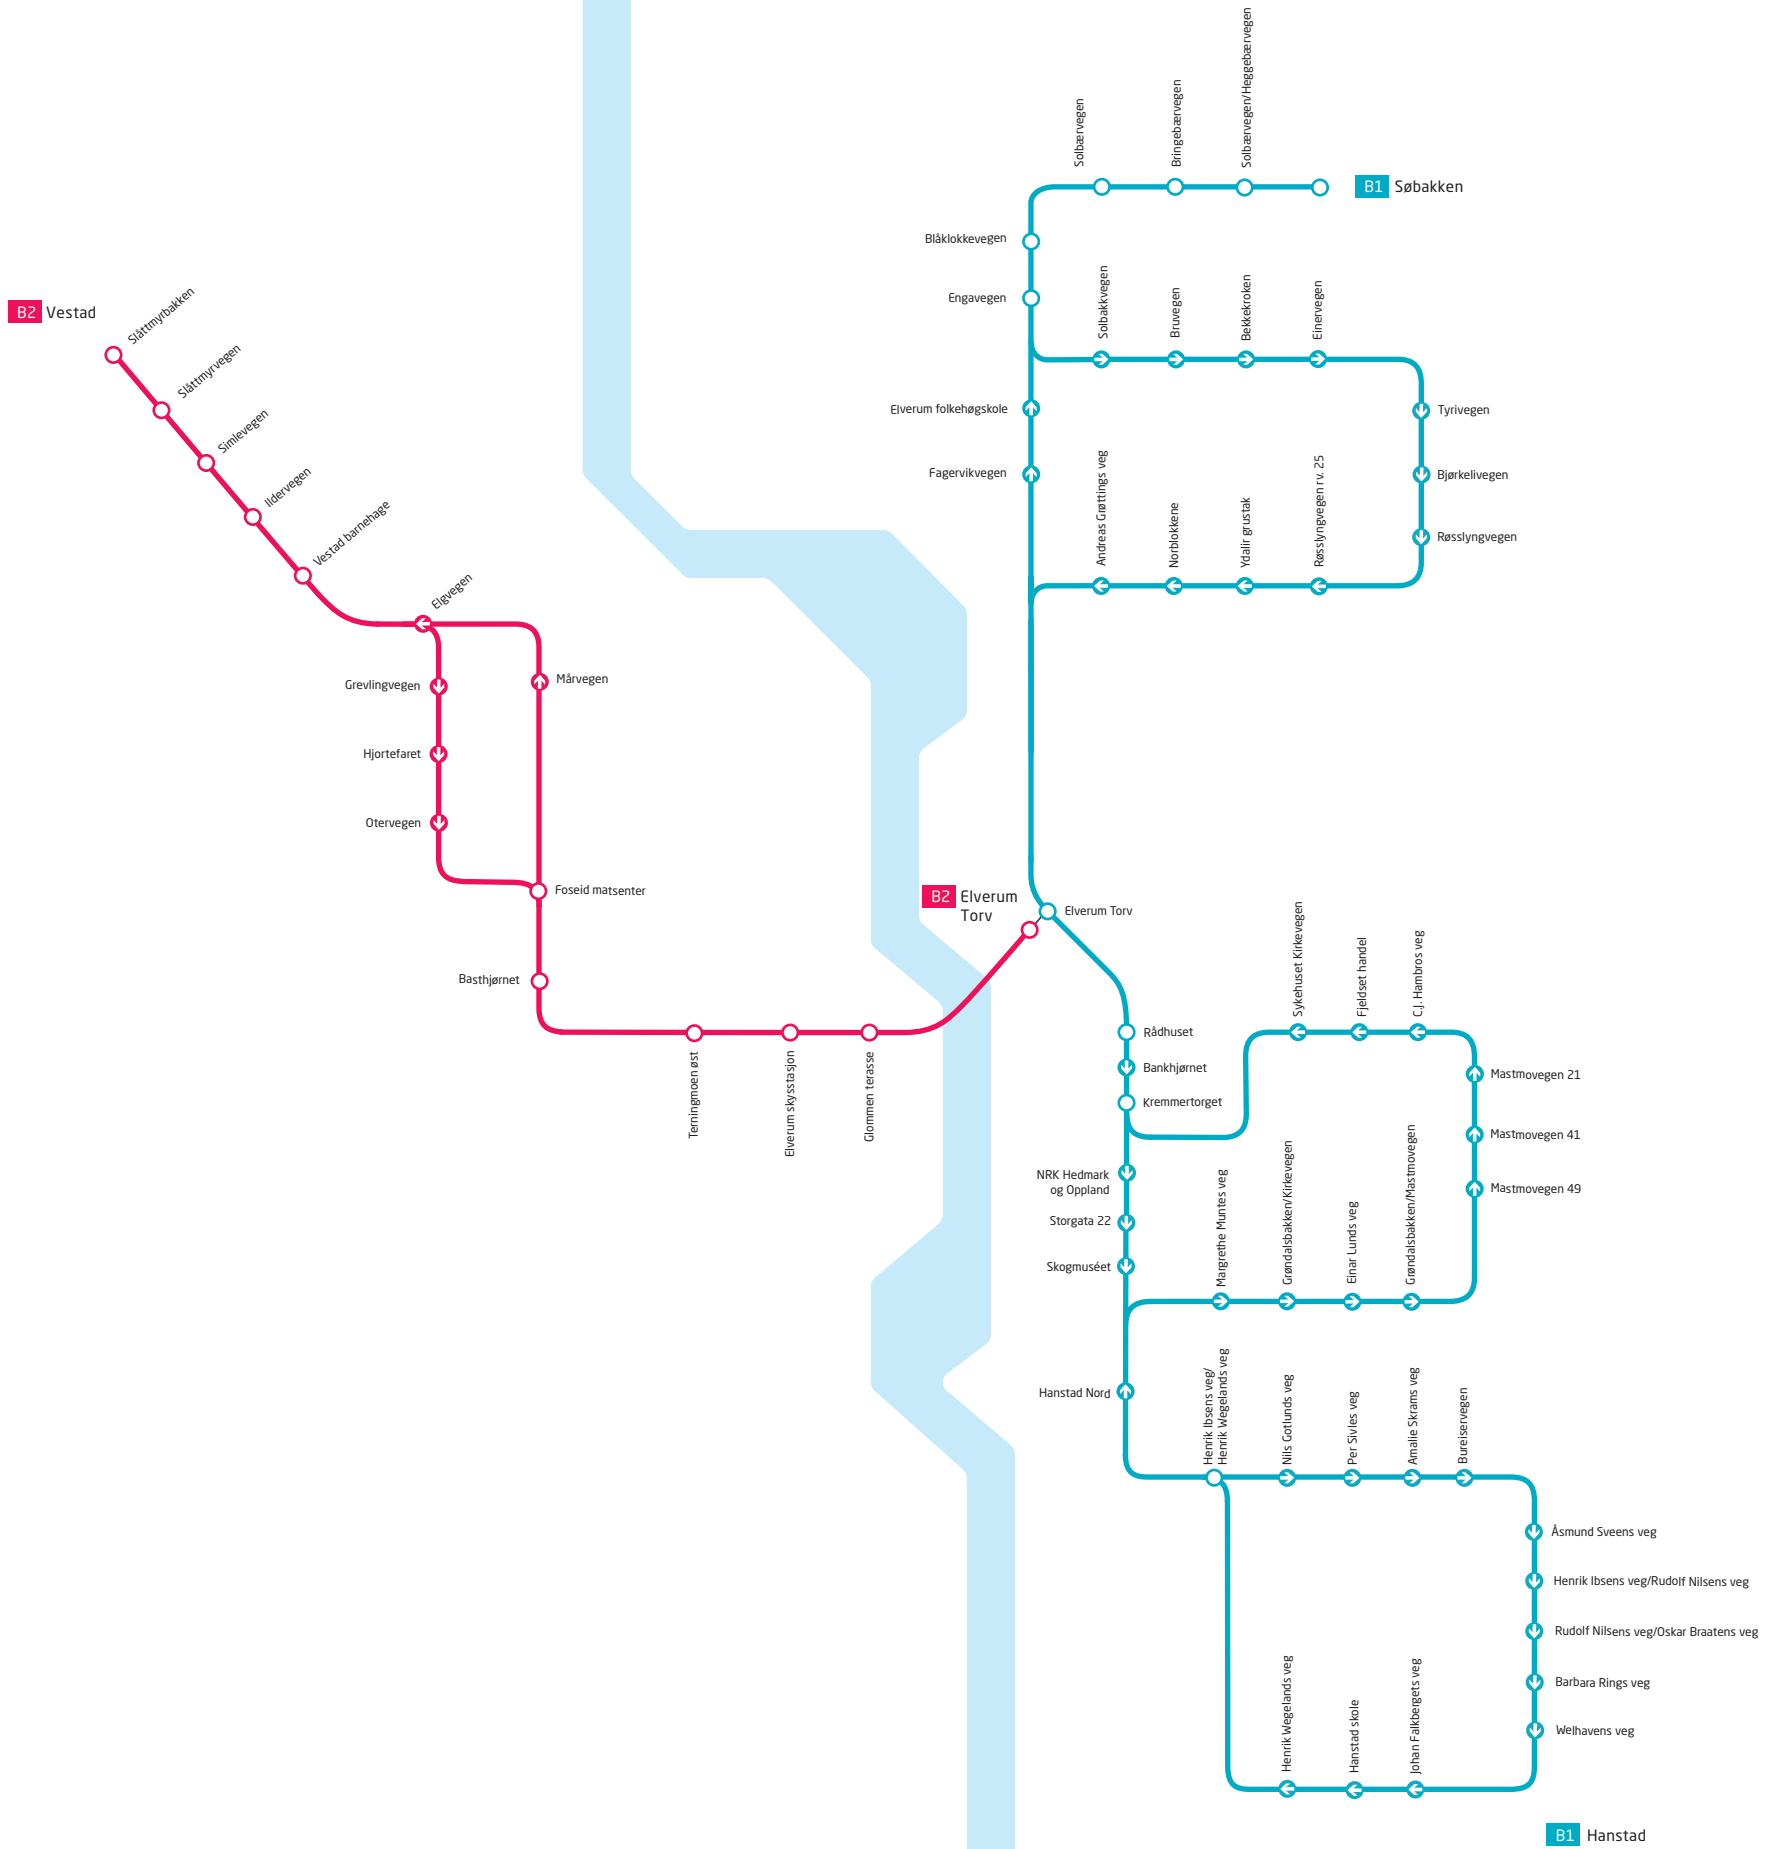 B2 Vestad
Slåttmyrbakken
Slåttmyrvegen
Simlevegen
Ildervegen
Vestad barnehage
Elgvegen
Grevlingvegen
Hjortefaret
Otervegen
Mårvegen
Foseid matsenter
Basthjørnet
Terningmoen øst
Elverum skysstasjon
Glommen terasse
B2 Elverum
Torv
Solbærvegen
Bringebærvegen
Solbærvegen/Heggebærvegen
B1 Søbakken
Blåklokkevegen
Engavegen
Solbakkvegen
Bruvegen
Bekkekroken
Einervegen
Tyrivegen
Bjørkelivegen
Røsslyngvegen
Elverum folkehøgskole
Fagervikvegen
Andreas Grøttings veg
Norblokkene
Ydalir grustak
Røsslyngvegen rv. 25
Elverum Torv
Rådhuset
Bankhjørnet
Kremmertorget
Sykehuset Kirkevegen
Fjeldset handel
C.J. Hambros veg
Mastmovegen 21
Mastmovegen 41
Mastmovegen 49
NRK Hedmark
og Oppland
Storgata 22
Skogmuséet
Margrethe Muntes veg
Grøndalsbakken/Kirkevegen
Einar Lunds veg
Grøndalsbakken/Mastmovegen
Hanstad Nord
Henrik Ibsens veg/
Henrik Wegelands veg
Nils Gotlunds veg
Per Sivles veg
Amalie Skrams veg
Bureiservegen
Åsmund Sveens veg
Henrik Ibsens veg/Rudolf Nilsens veg
Rudolf Nilsens veg/Oskar Braatens veg
Barbara Rings veg
Welhavens veg
Henrik Wegelands veg
Hanstad skole
Johan Falkbergets veg
B1 Hanstad